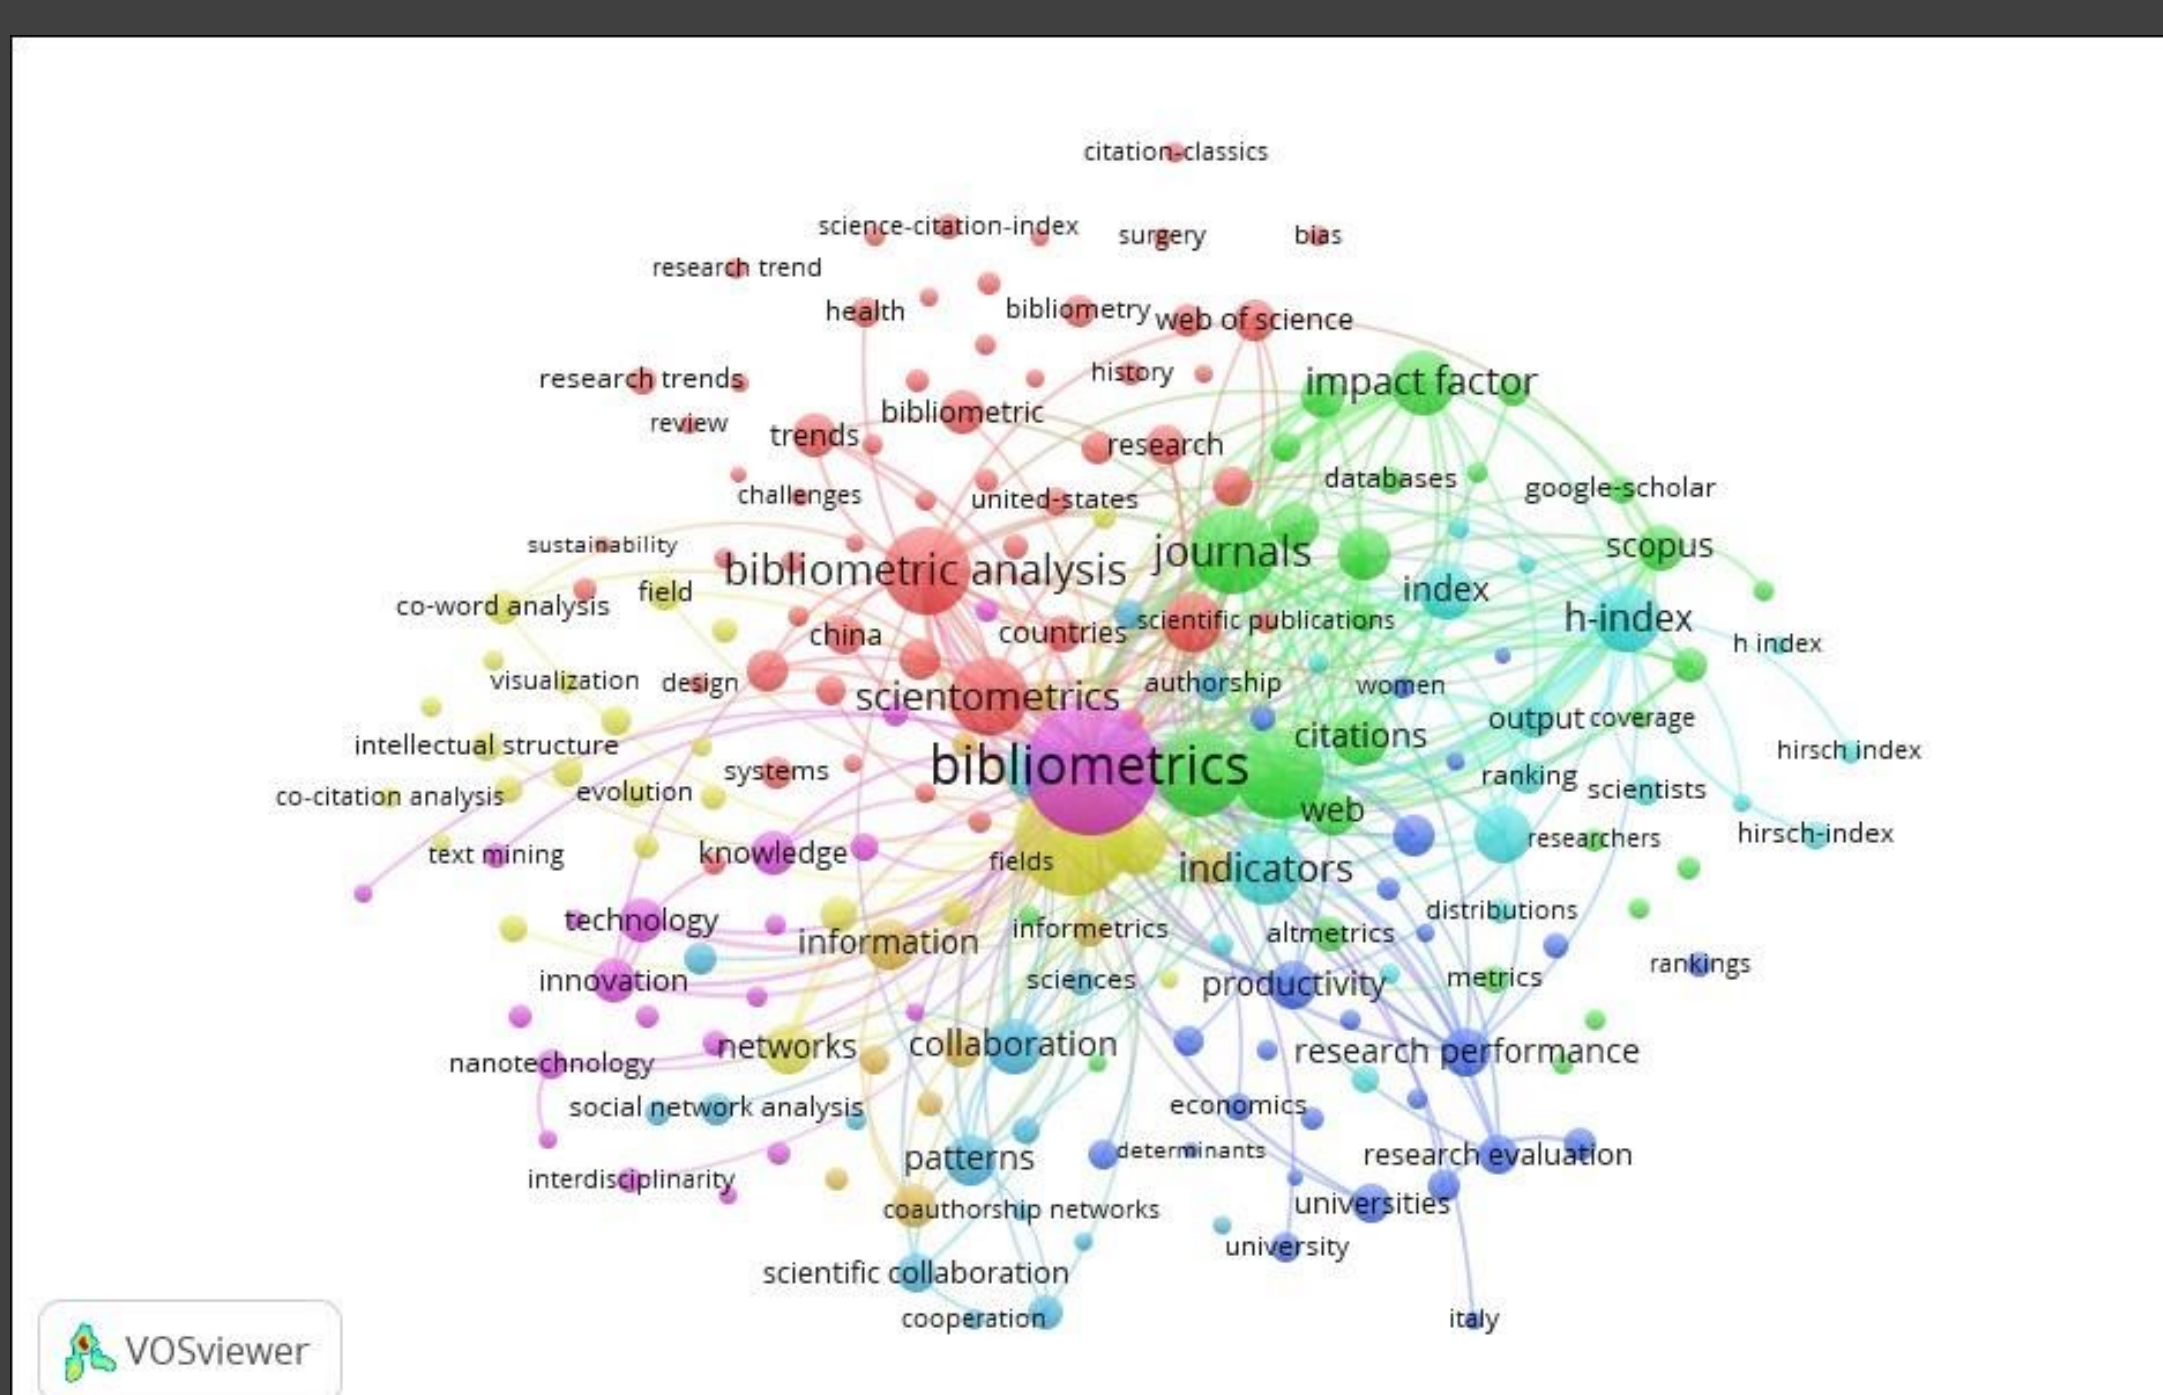 citation-classics
science-citation-index
surgery
bias
research trend
health
bibliometry
web of science
research trends
history
impact factor
review
trends
bibliometric
research
challenges
united-states
databases
google-scholar
sustainability
bibliometric analysis
journals
scopus
co-word analysis
field
index
china
countries
scientific publications
h-index
h index
visualization
design
scientometrics
authorship
women
output
coverage
intellectual structure
citations
hirsch index
systems
bibliometrics
ranking
scientists
co-citation analysis
evolution
web
text mining
knowledge
fields
indicators
researchers
hirsch-index
technology
information
informetrics
altmetrics
distributions
innovation
sciences
productivity
metrics
rankings
nanotechnology
networks
collaboration
research performance
social network analysis
economics
patterns
determinants
research evaluation
interdisciplinarity
coauthorship networks
universities
university
scientific collaboration
cooperation
italy
VOSviewer